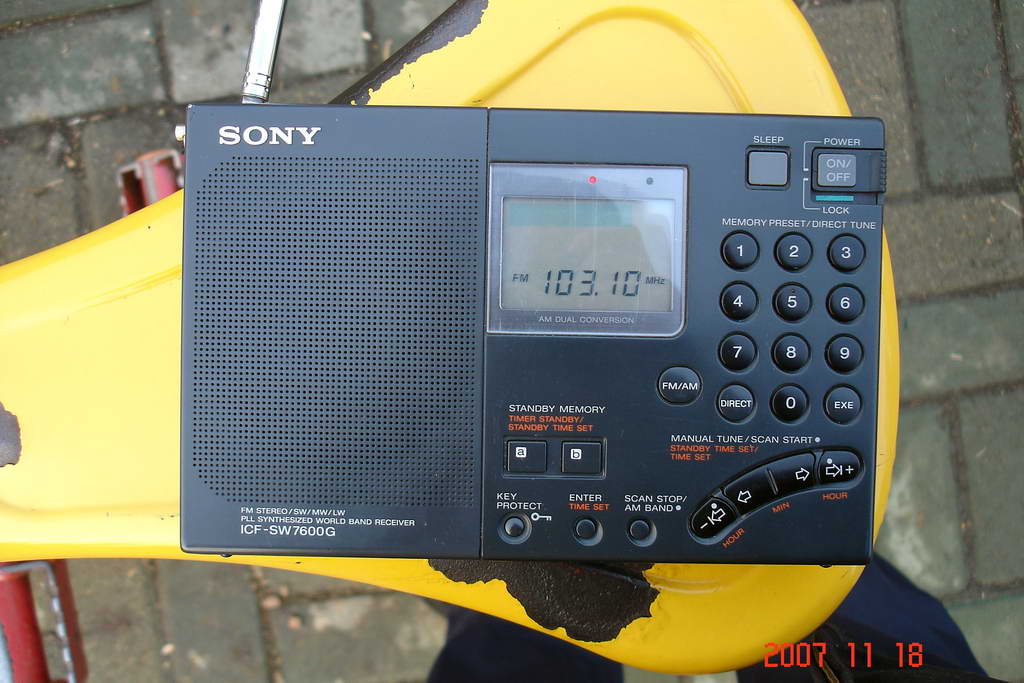 SONY
SLEEP
POWER
ON/
OFF
LOCK
MEMORY PRESET/DIRECT TUNE
1 2 3
FM 103.10 MHz
AM DUAL CONVERSION
4 5 6
7 8 9
FM/AM
DIRECT 0 EXE
STANDBY MEMORY
TIMER STANDBY/
STANDBY TIME SET
a b
MANUAL TUNE/SCAN START
STANDBY TIME SET/
TIME SET
KEY
PROTECT
ENTER
TIME SET
SCAN STOP/
AM BAND
- +
HOUR MIN HOUR
FM STEREO/SW/MW/LW
PLL SYNTHESIZED WORLD BAND RECEIVER
ICF-SW7600G
2007 11 18